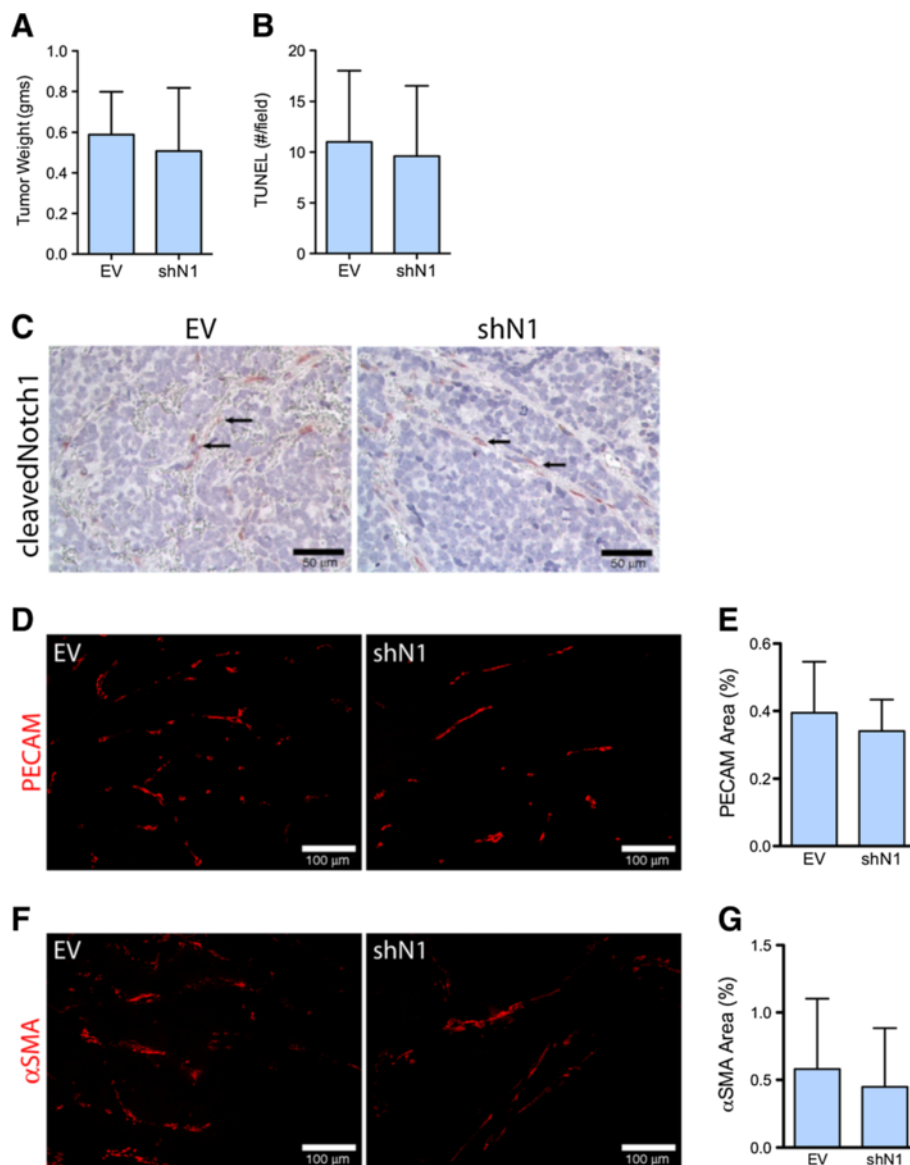 A
Tumor Weight (gms)
1.0
0.8
0.6
0.4
0.2
0.0
EV
shN1
B
TUNEL (#/field)
20
15
10
5
0
EV
shN1
C
EV
shN1
cleavedNotch1
50 µm
50 µm
D
PECAM
EV
100 µm
shN1
100 µm
E
PECAM Area (%)
0.6
0.4
0.2
0.0
EV
shN1
F
αSMA
EV
100 µm
shN1
100 µm
G
αSMA Area (%)
1.5
1.0
0.5
0.0
EV
shN1